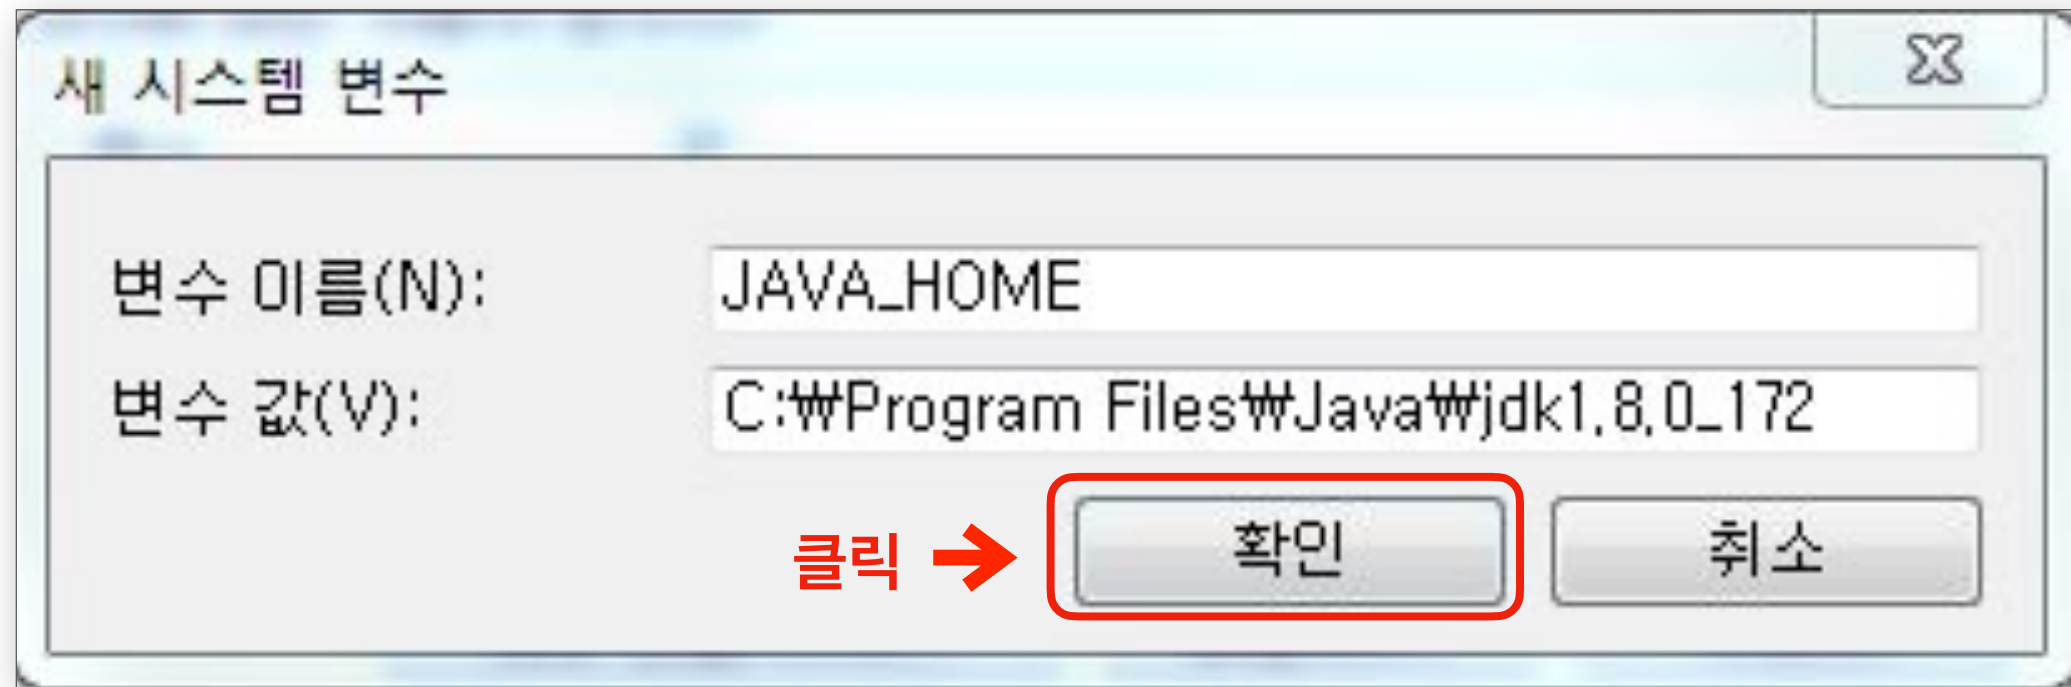 새 시스템 변수
변수 이름(N): JAVA_HOME
변수 값(V): C:₩Program Files₩Java₩jdk1.8.0_172
클릭 → 확인 취소